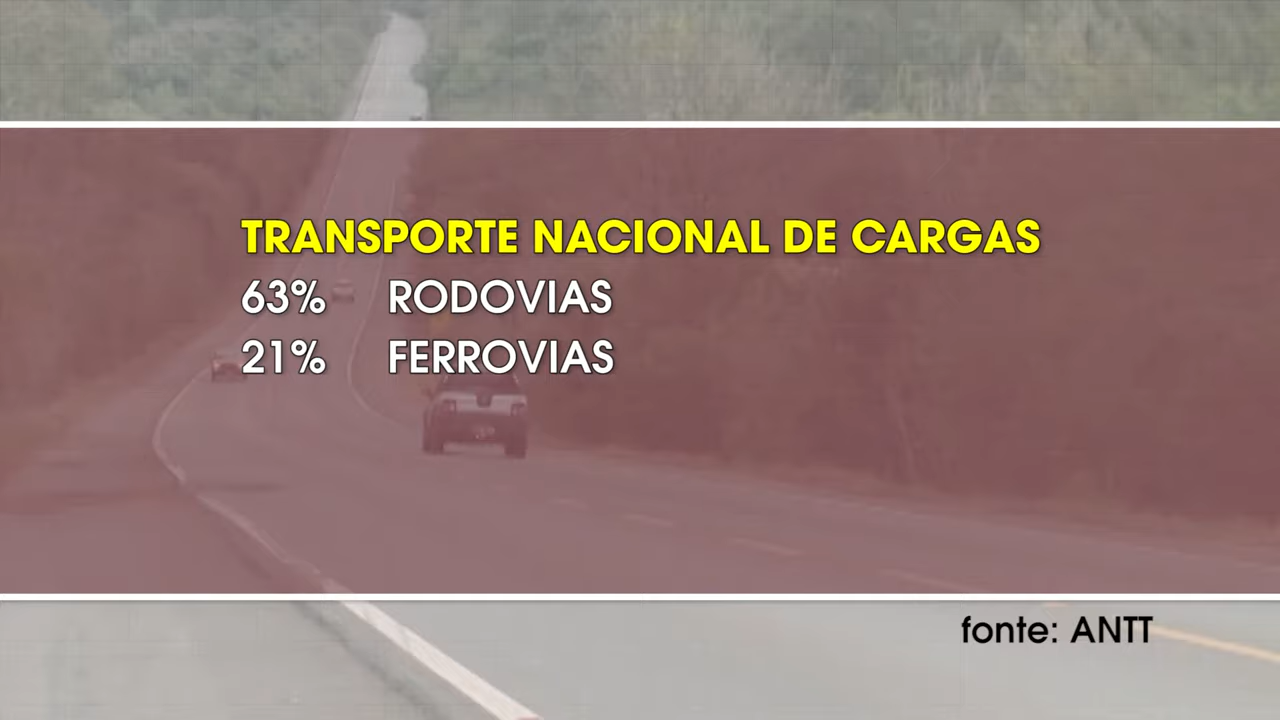 TRANSPORTE NACIONAL DE CARGAS
63% RODOVIAS
21% FERROVIAS
fonte: ANTT